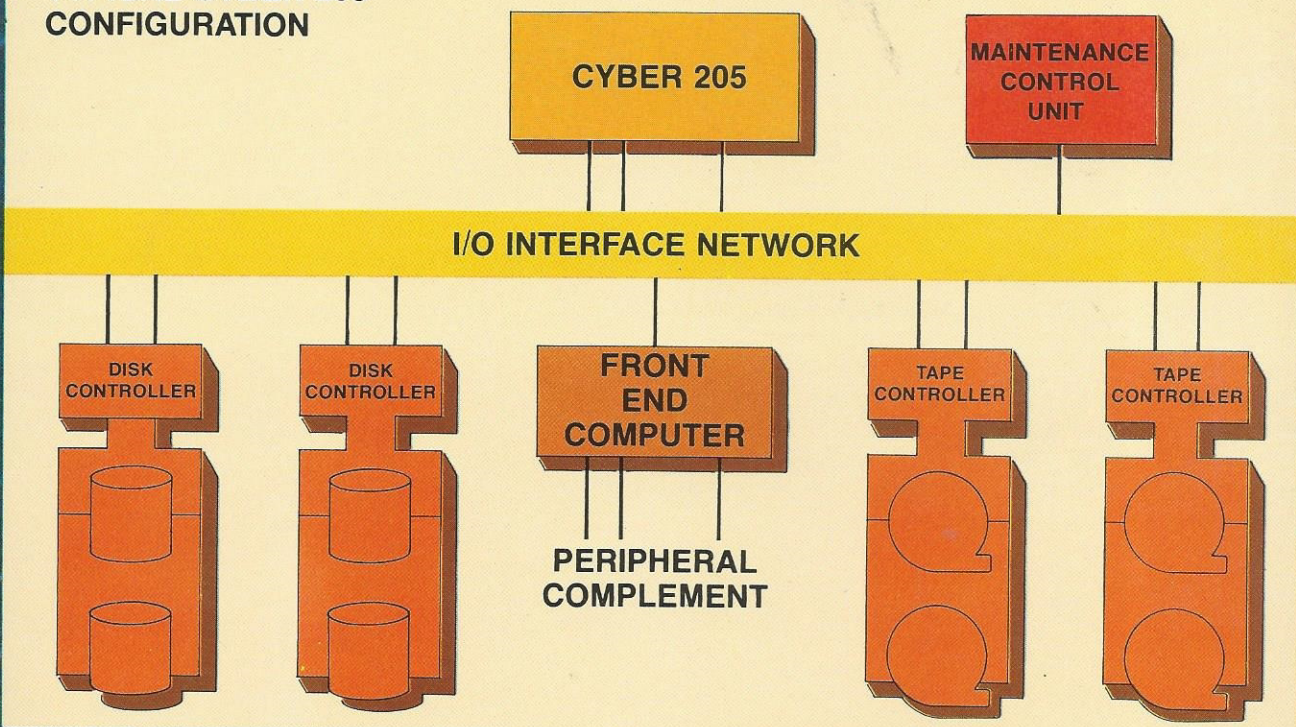 CONFIGURATION
CYBER 205
MAINTENANCE
CONTROL
UNIT
I/O INTERFACE NETWORK
DISK
CONTROLLER
DISK
CONTROLLER
FRONT
END
COMPUTER
TAPE
CONTROLLER
TAPE
CONTROLLER
PERIPHERAL
COMPLEMENT